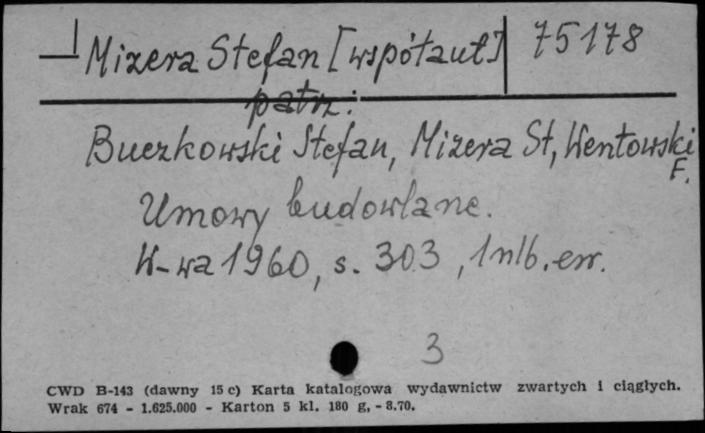 Mizera Stefan [współaut] 75178
patrz:
Buczkowski Stefan, Mizera St, Wentowski
F.
Umowy budowlane.
W-wa 1960, s. 303, 1 nlb. err.
3
CWD B-143 (dawny 15 c) Karta katalogowa wydawnictw zwartych i ciągłych.
Wrak 674 - 1.625.000 - Karton 5 kl. 180 g, - 8.70.